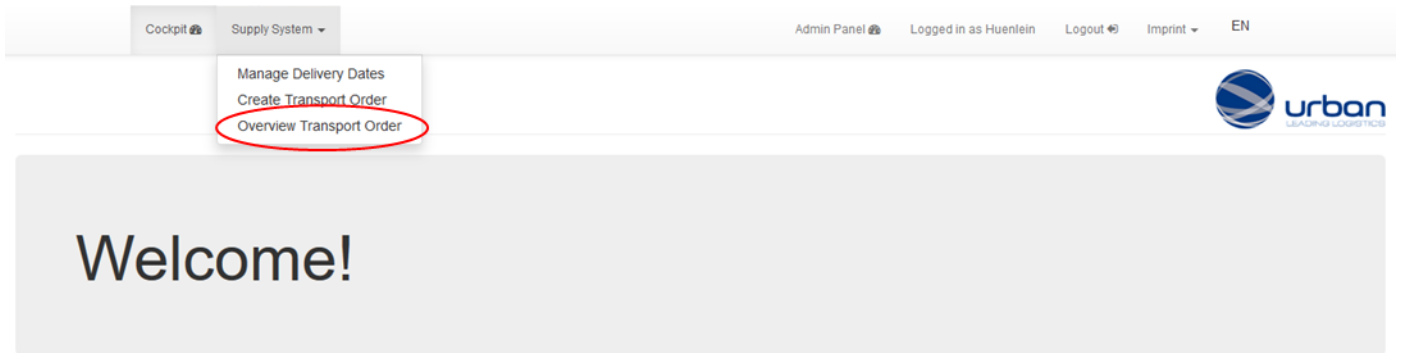 Cockpit Supply System Admin Panel Logged in as Huenlein Logout Imprint EN
Manage Delivery Dates
Create Transport Order
Overview Transport Order
urban
LEADING LOGISTICS
Welcome!